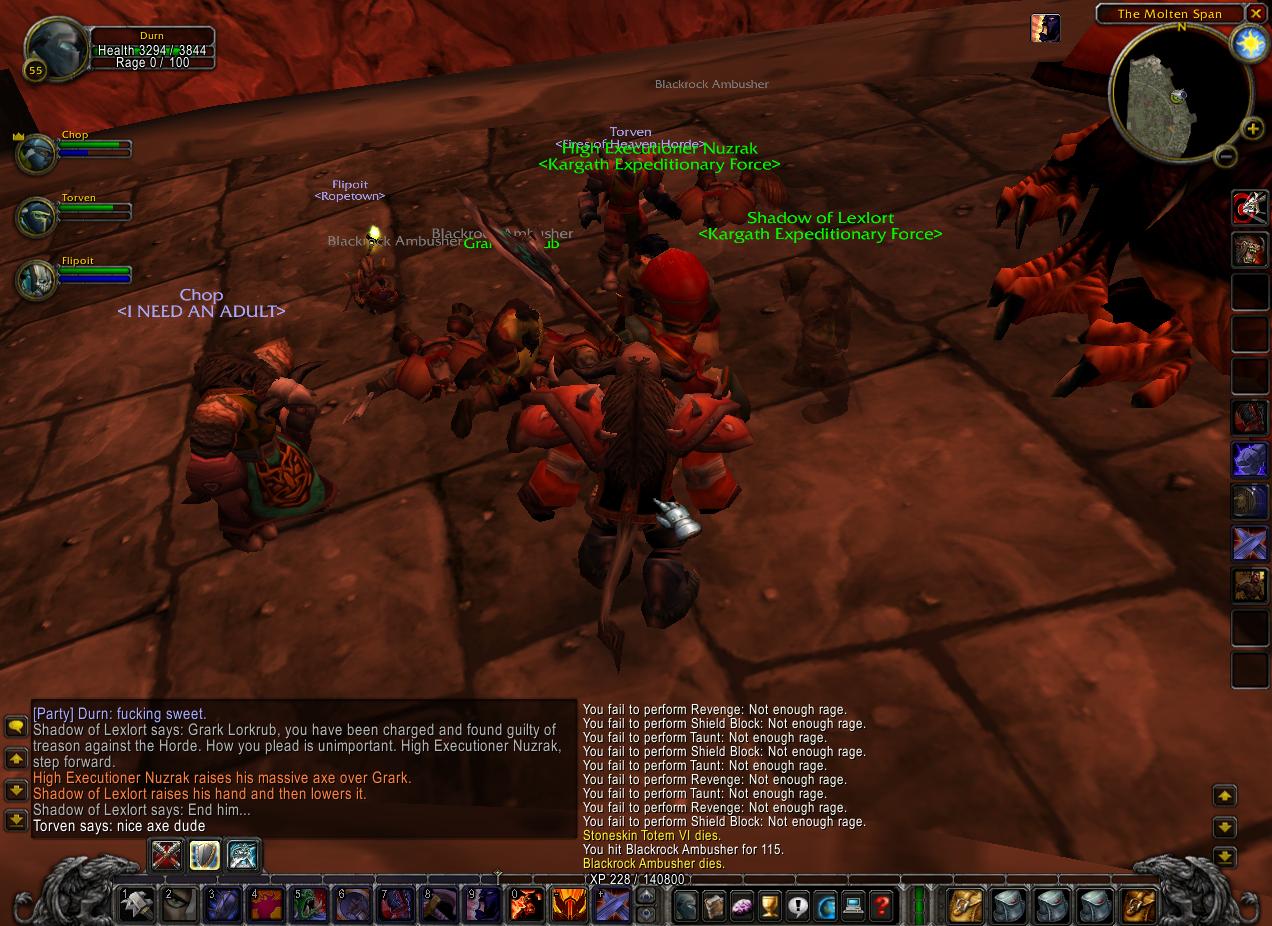 The Molten Span
N
Durn
Health 3294 / 3844
Rage 0 / 100
55
Blackrock Ambusher
Chop
Torven
<Fires of Heaven Horde>
High Executioner Nuzrak
<Kargath Expeditionary Force>
Flipoit
<Ropetown>
Torven
Shadow of Lexlort
<Kargath Expeditionary Force>
Blackrock Ambusher
Blackrock Ambusher
Flipoit
Chop
<I NEED AN ADULT>
[Party] Durn: fucking sweet.
Shadow of Lexlort says: Grark Lorkrub, you have been charged and found guilty of
treason against the Horde. How you plead is unimportant. High Executioner Nuzrak,
step forward.
High Executioner Nuzrak raises his massive axe over Grark.
Shadow of Lexlort raises his hand and then lowers it.
Shadow of Lexlort says: End him...
Torven says: nice axe dude
You fail to perform Revenge: Not enough rage.
You fail to perform Shield Block: Not enough rage.
You fail to perform Taunt: Not enough rage.
You fail to perform Shield Block: Not enough rage.
You fail to perform Taunt: Not enough rage.
You fail to perform Revenge: Not enough rage.
You fail to perform Taunt: Not enough rage.
You fail to perform Revenge: Not enough rage.
You fail to perform Shield Block: Not enough rage.
Stoneskin Totem VI dies.
You hit Blackrock Ambusher for 115.
Blackrock Ambusher dies.
XP 228 / 140800
1 2 3 4 5 6 7 8 9 0 - +